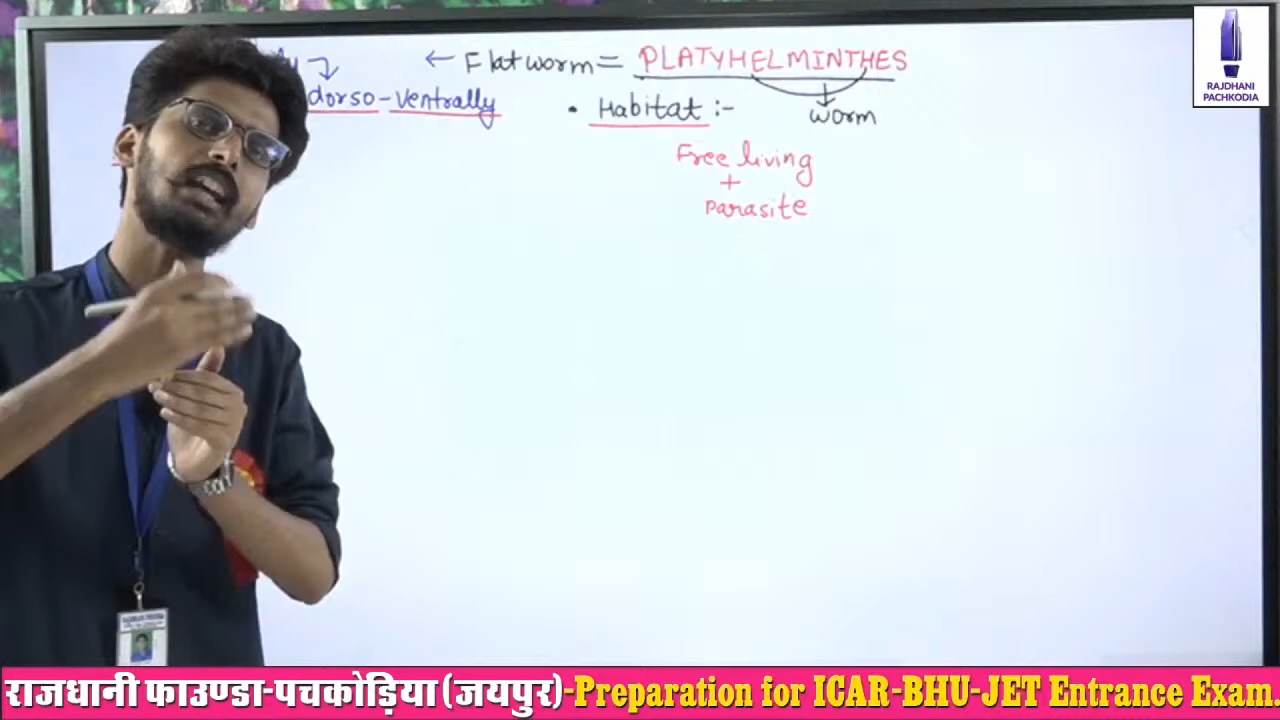 ← Flatworm = PLATYHELMINTHES
dorso-ventrally
• Habitat :-
worm
Free living
+
Parasite
RAJDHANI
PACHKODIA
राजधानी फाउण्डा-पचकोड़िया (जयपुर)-Preparation for ICAR-BHU-JET Entrance Exam.